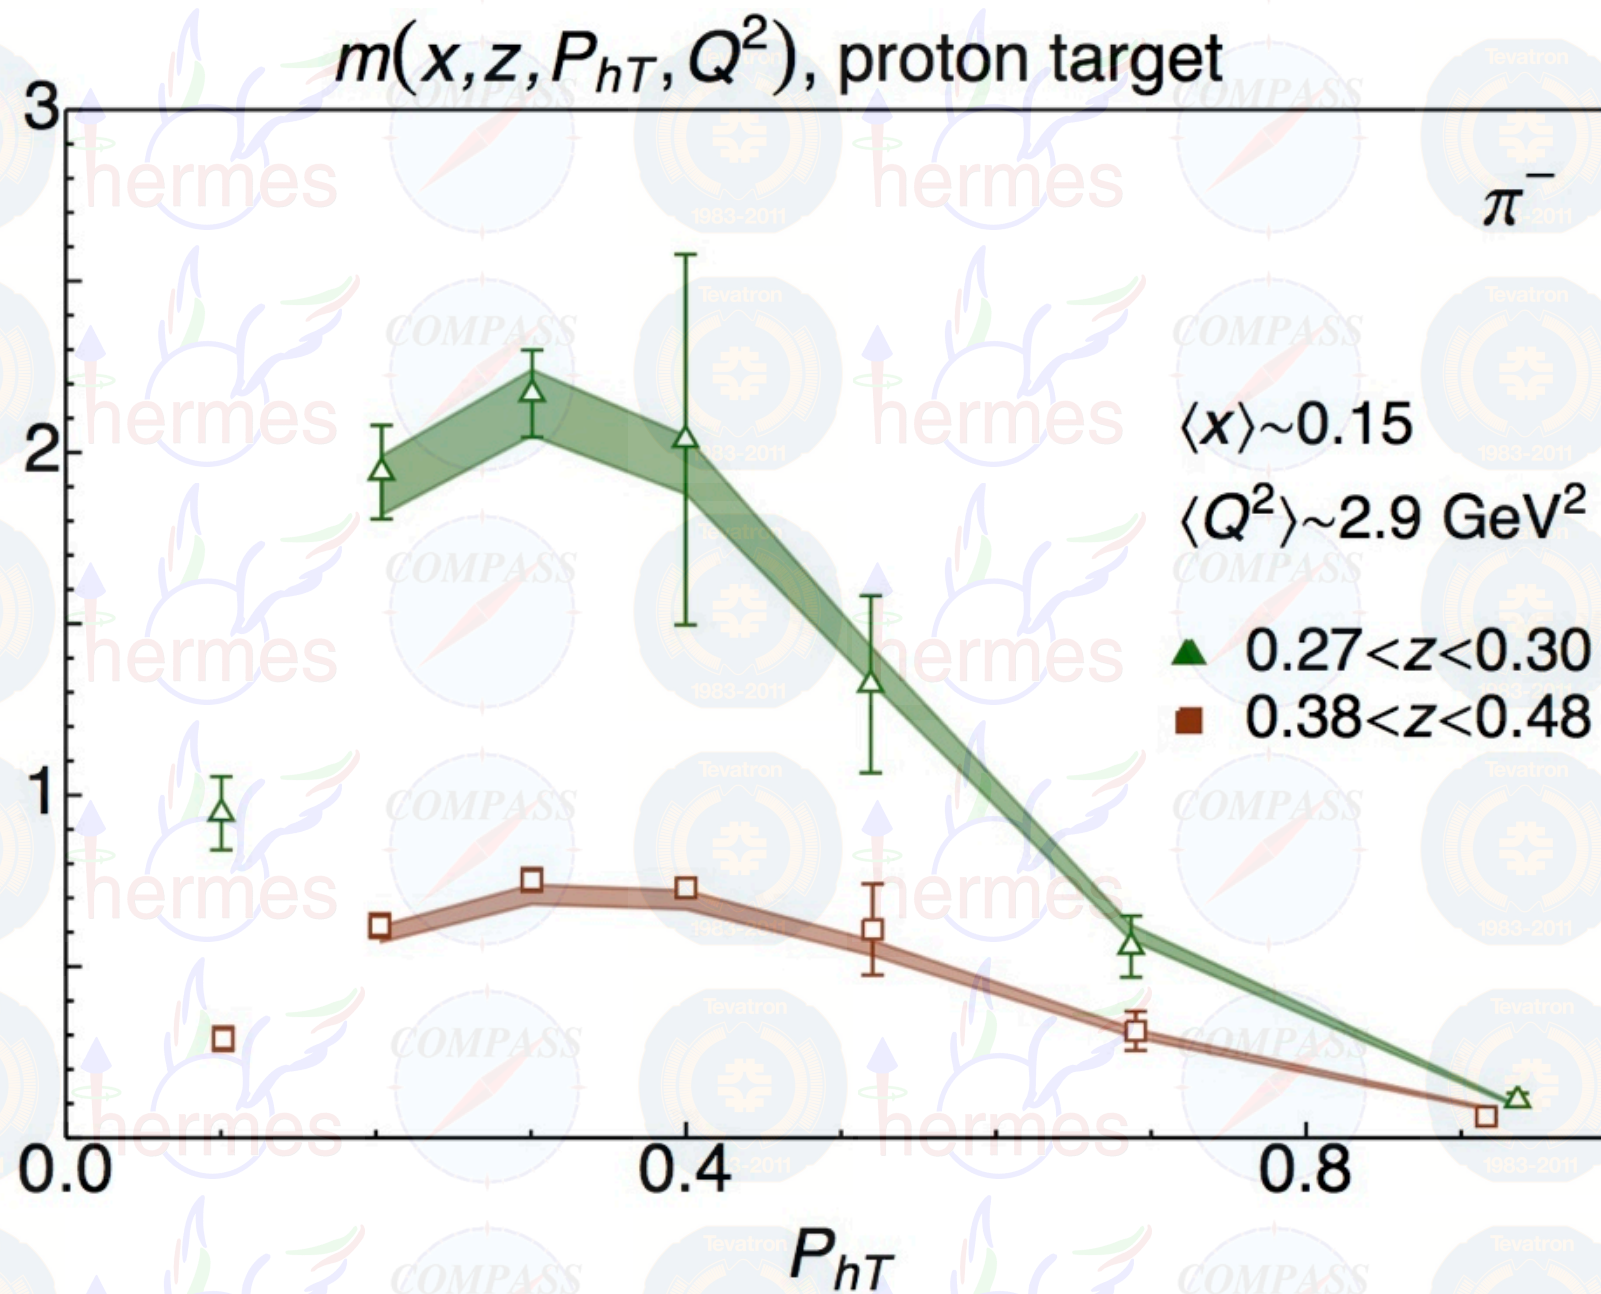 m(x,z,P_hT,Q²), proton target
3
π⁻
⟨x⟩~0.15
2
⟨Q²⟩~2.9 GeV²
0.27<z<0.30
0.38<z<0.48
1
0.0 0.4 0.8
P_hT
hermes
COMPASS
Tevatron
1983-2011